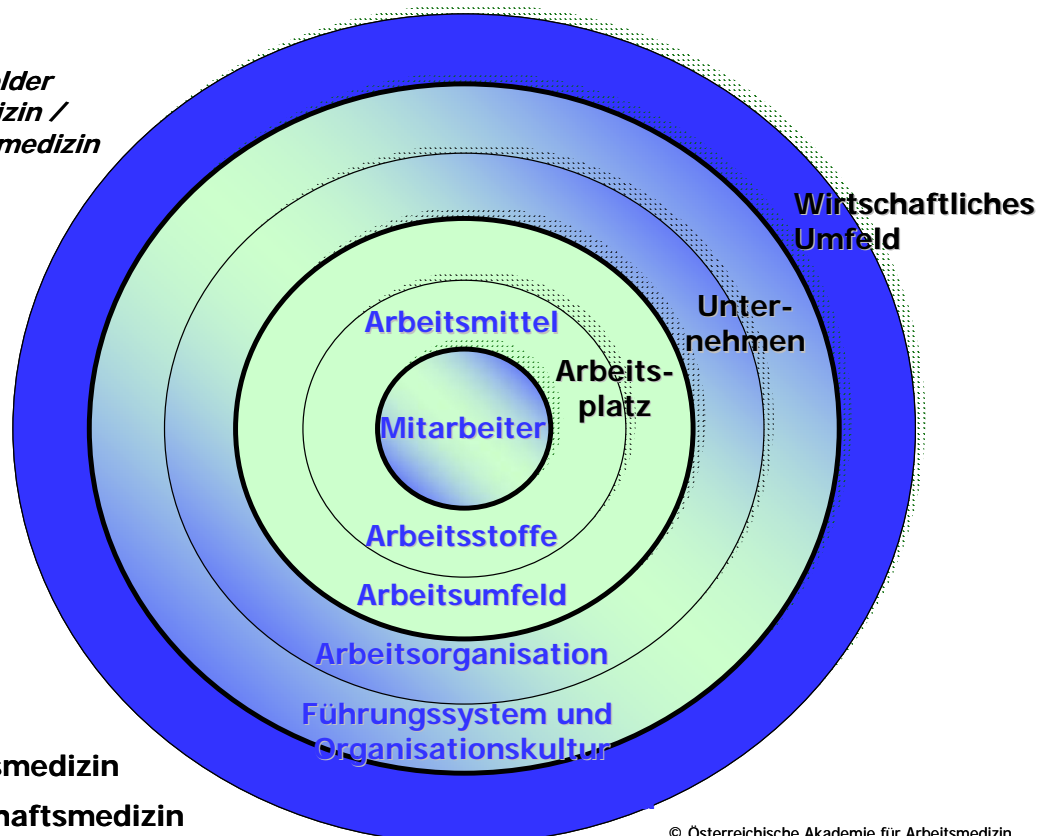 lder
izin /
medizin
Wirtschaftliches
Umfeld
Unter-
nehmen
Arbeitsmittel
Arbeits-
platz
Mitarbeiter
Arbeitsstoffe
Arbeitsumfeld
Arbeitsorganisation
Führungssystem und
Organisationskultur
smedizin
haftsmedizin
© Österreichische Akademie für Arbeitsmedizin